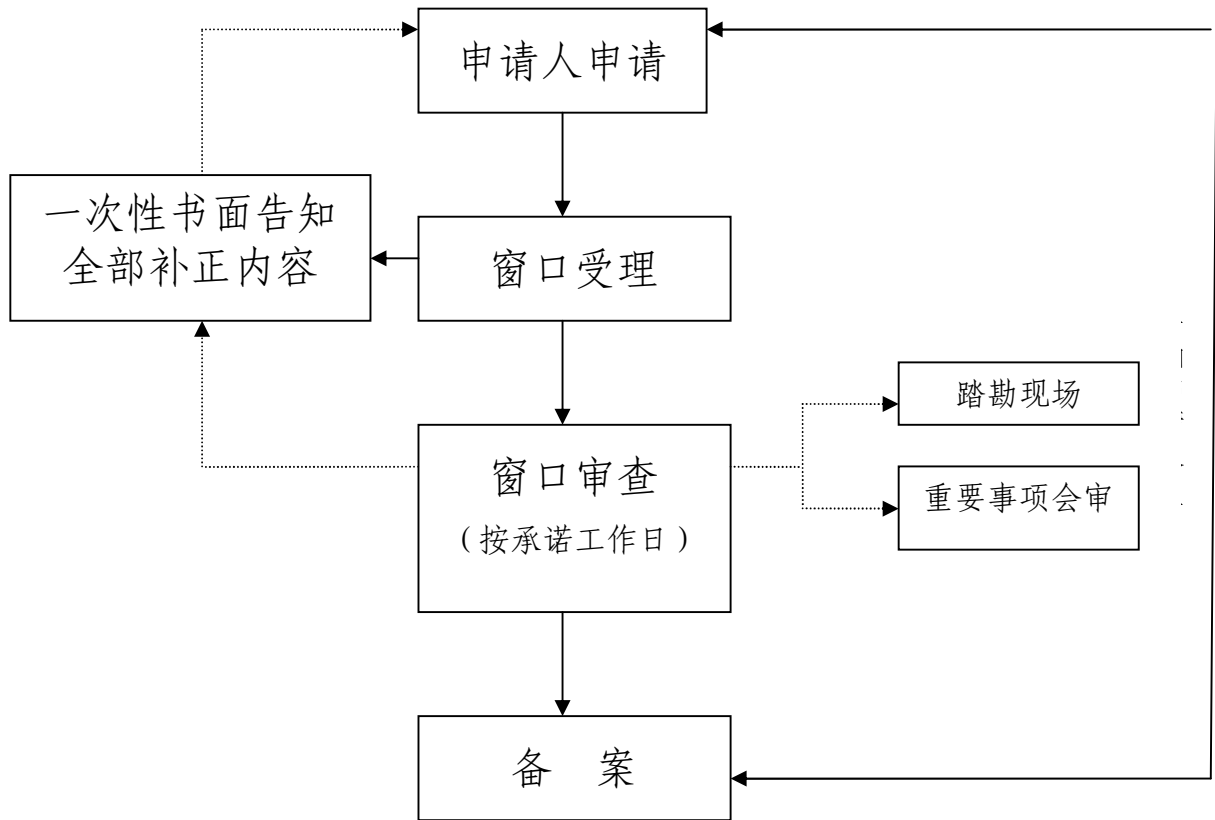 申请人申请
一次性书面告知
全部补正内容
窗口受理
踏勘现场
窗口审查
（按承诺工作日）
重要事项会审
备 案